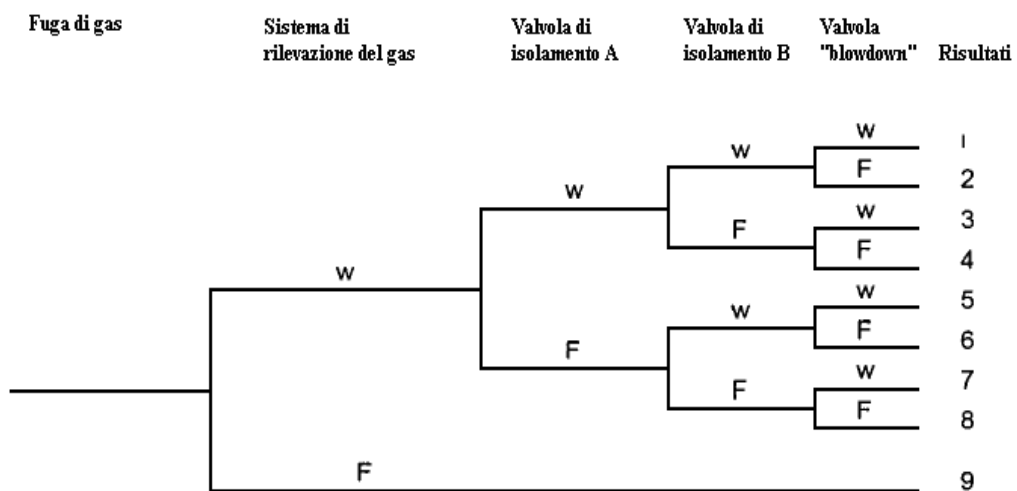 Fuga di gas
Sistema di
rilevazione del gas
Valvola di
isolamento A
Valvola di
isolamento B
Valvola
"blowdown"
Risultati
W
1
W
F
2
W
W
3
F
F
4
W
W
5
W
F
6
F
W
7
F
F
8
F
9